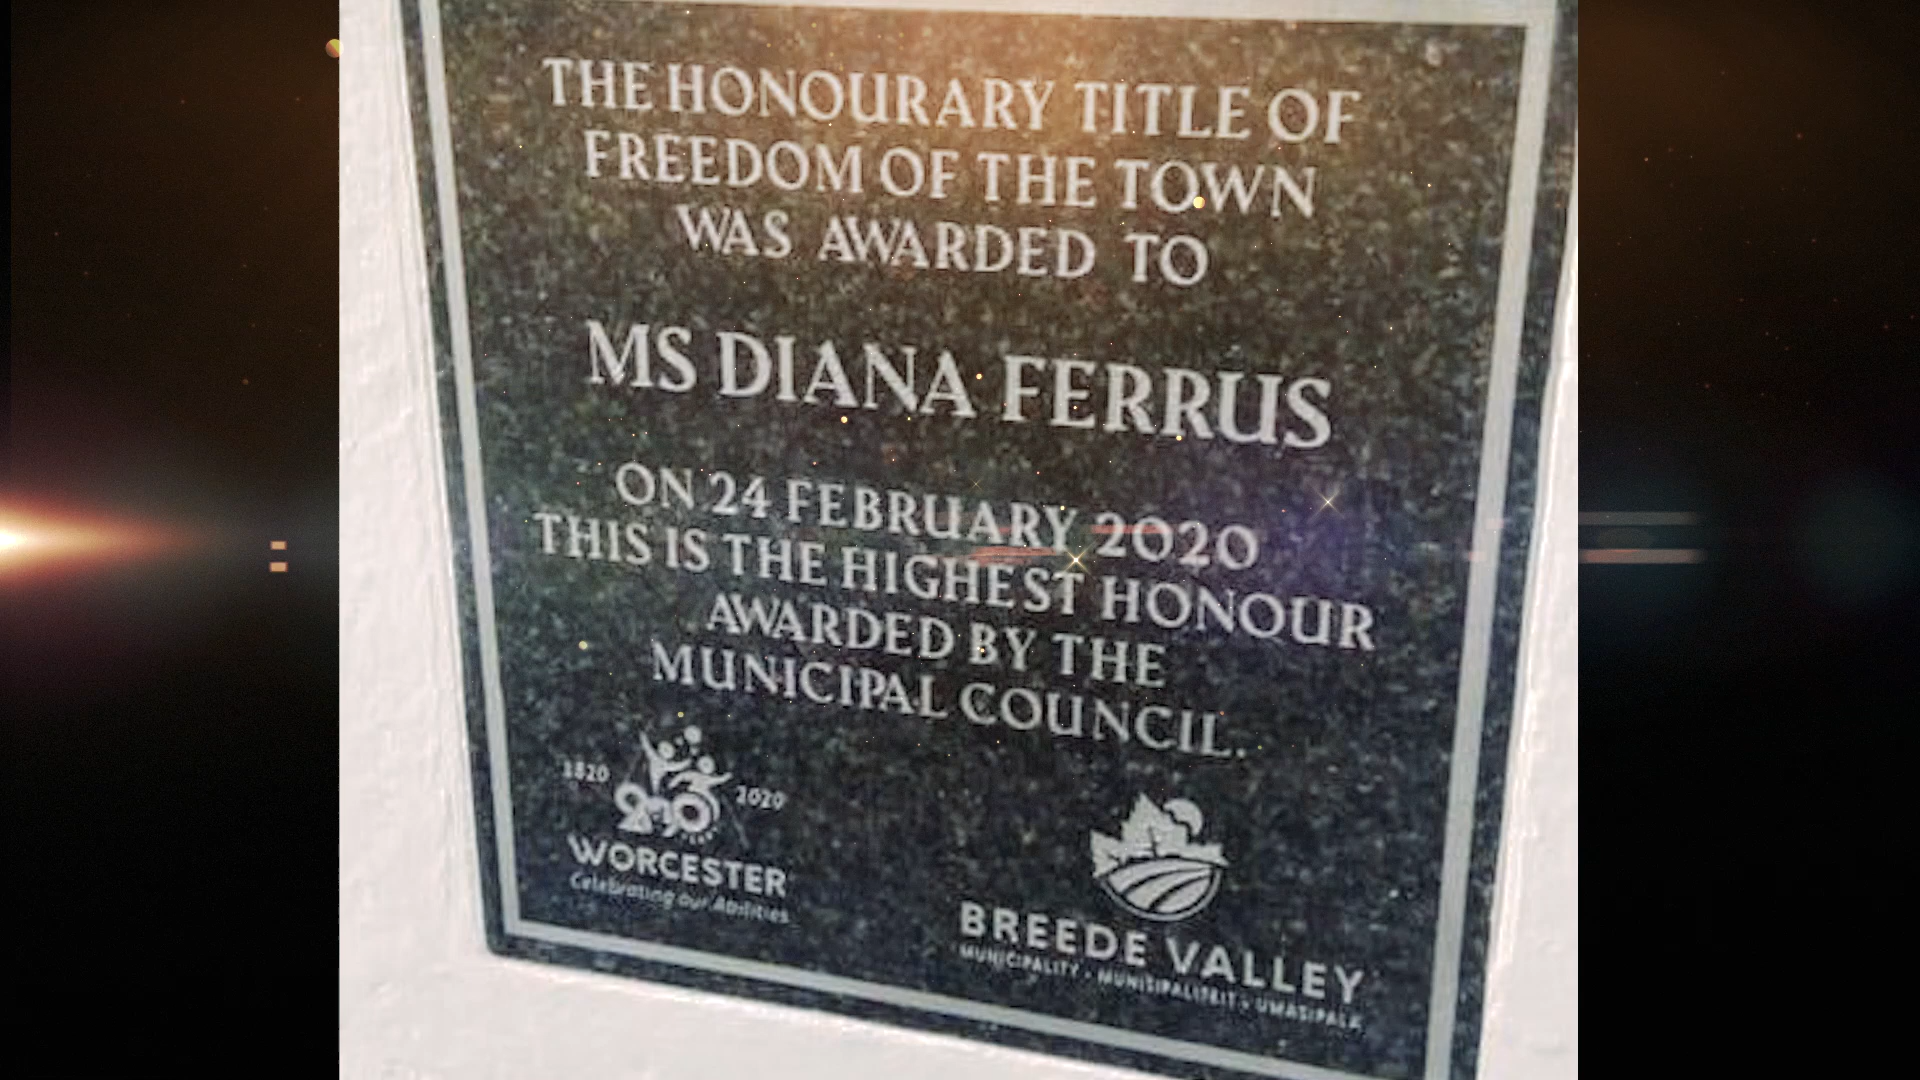 THE HONOURARY TITLE OF
FREEDOM OF THE TOWN
WAS AWARDED TO
MS DIANA FERRUS
ON 24 FEBRUARY 2020
THIS IS THE HIGHEST HONOUR
AWARDED BY THE
MUNICIPAL COUNCIL.
1820 200 2020
WORCESTER
Celebrating our Abilities
BREEDE VALLEY
MUNICIPALITY • MUNISIPALITEIT • UMASIPALA